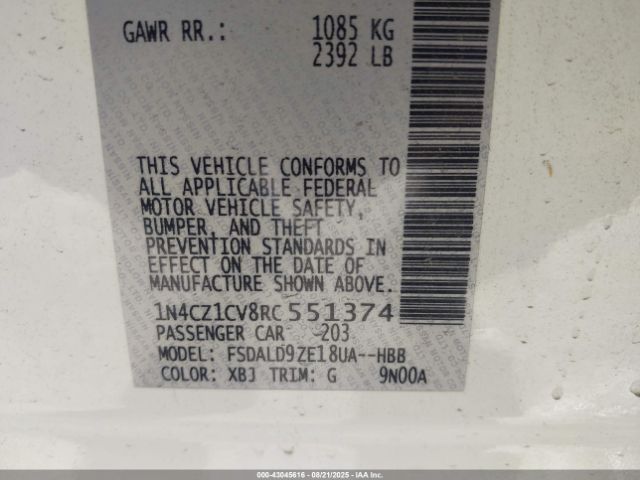 GAWR RR.: 1085 KG
2392 LB
THIS VEHICLE CONFORMS TO
ALL APPLICABLE FEDERAL
MOTOR VEHICLE SAFETY,
BUMPER, AND THEFT
PREVENTION STANDARDS IN
EFFECT ON THE DATE OF
MANUFACTURE SHOWN ABOVE.
1N4CZ1CV8RC551374
PASSENGER CAR 203
MODEL: FSDALD9ZE18UA--HBB
COLOR: XBJ TRIM: G 9N00A
000-43045616 - 08/21/2025 - IAA Inc.